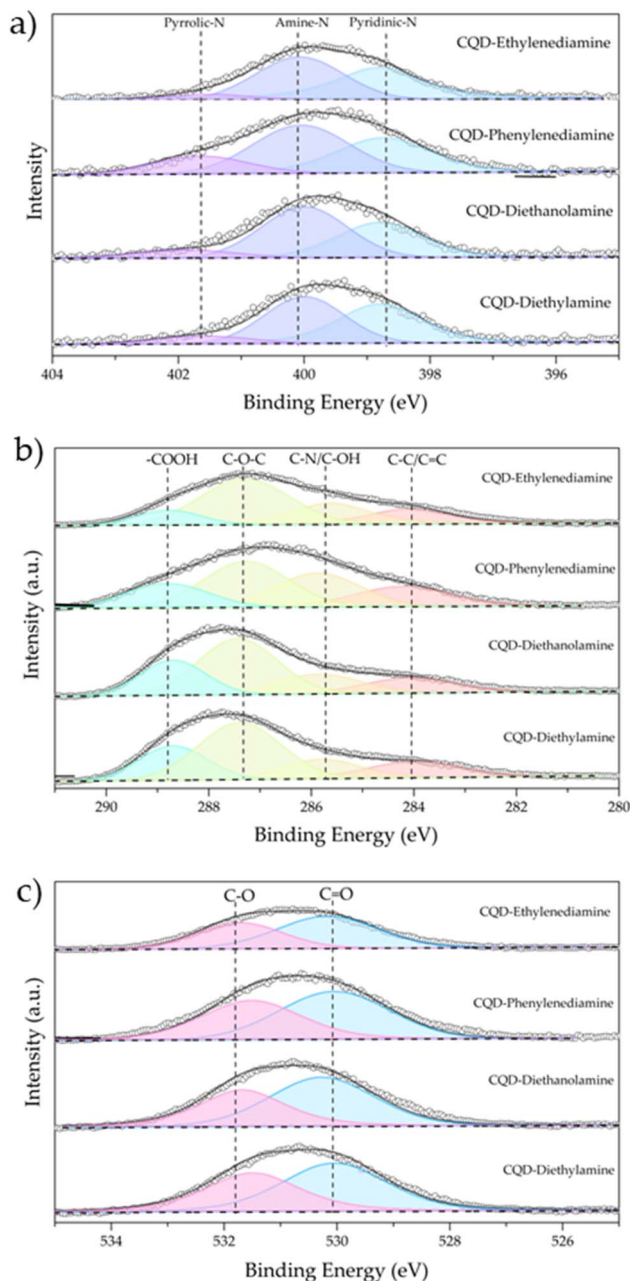 a)
Pyrrolic-N Amine-N Pyridinic-N
CQD-Ethylenediamine
CQD-Phenylenediamine
CQD-Diethanolamine
CQD-Diethylamine
Intensity
404 402 400 398 396
Binding Energy (eV)
b)
-COOH C-O-C C-N/C-OH C-C/C=C
CQD-Ethylenediamine
CQD-Phenylenediamine
CQD-Diethanolamine
CQD-Diethylamine
Intensity (a.u.)
290 288 286 284 282 280
Binding Energy (eV)
c)
C-O C=O
CQD-Ethylenediamine
CQD-Phenylenediamine
CQD-Diethanolamine
CQD-Diethylamine
Intensity (a.u.)
534 532 530 528 526
Binding Energy (eV)